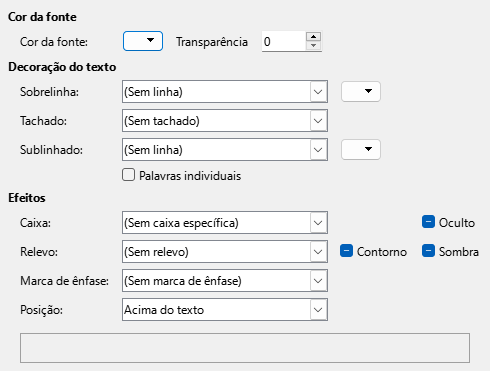 Cor da fonte
Cor da fonte: Transparência 0
Decoração do texto
Sobrelinha: (Sem linha)
Tachado: (Sem tachado)
Sublinhado: (Sem linha)
Palavras individuais
Efeitos
Caixa: (Sem caixa específica) Oculto
Relevo: (Sem relevo) Contorno Sombra
Marca de ênfase: (Sem marca de ênfase)
Posição: Acima do texto